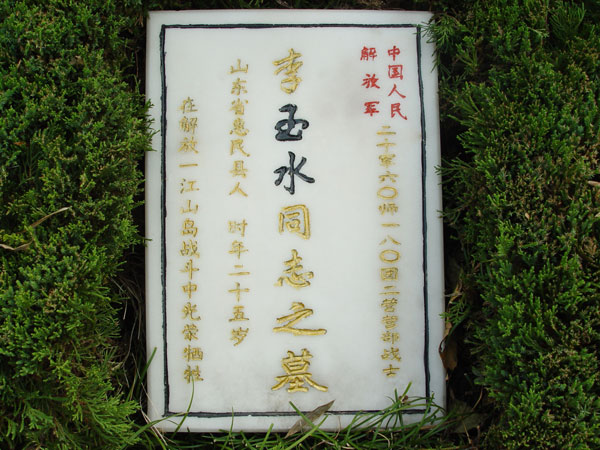 中国人民
解放军
二十军六〇师一八〇团二营营部战士
李玉水同志之墓
山东省惠民县人 时年二十五岁
在解放一江山岛战斗中光荣牺牲